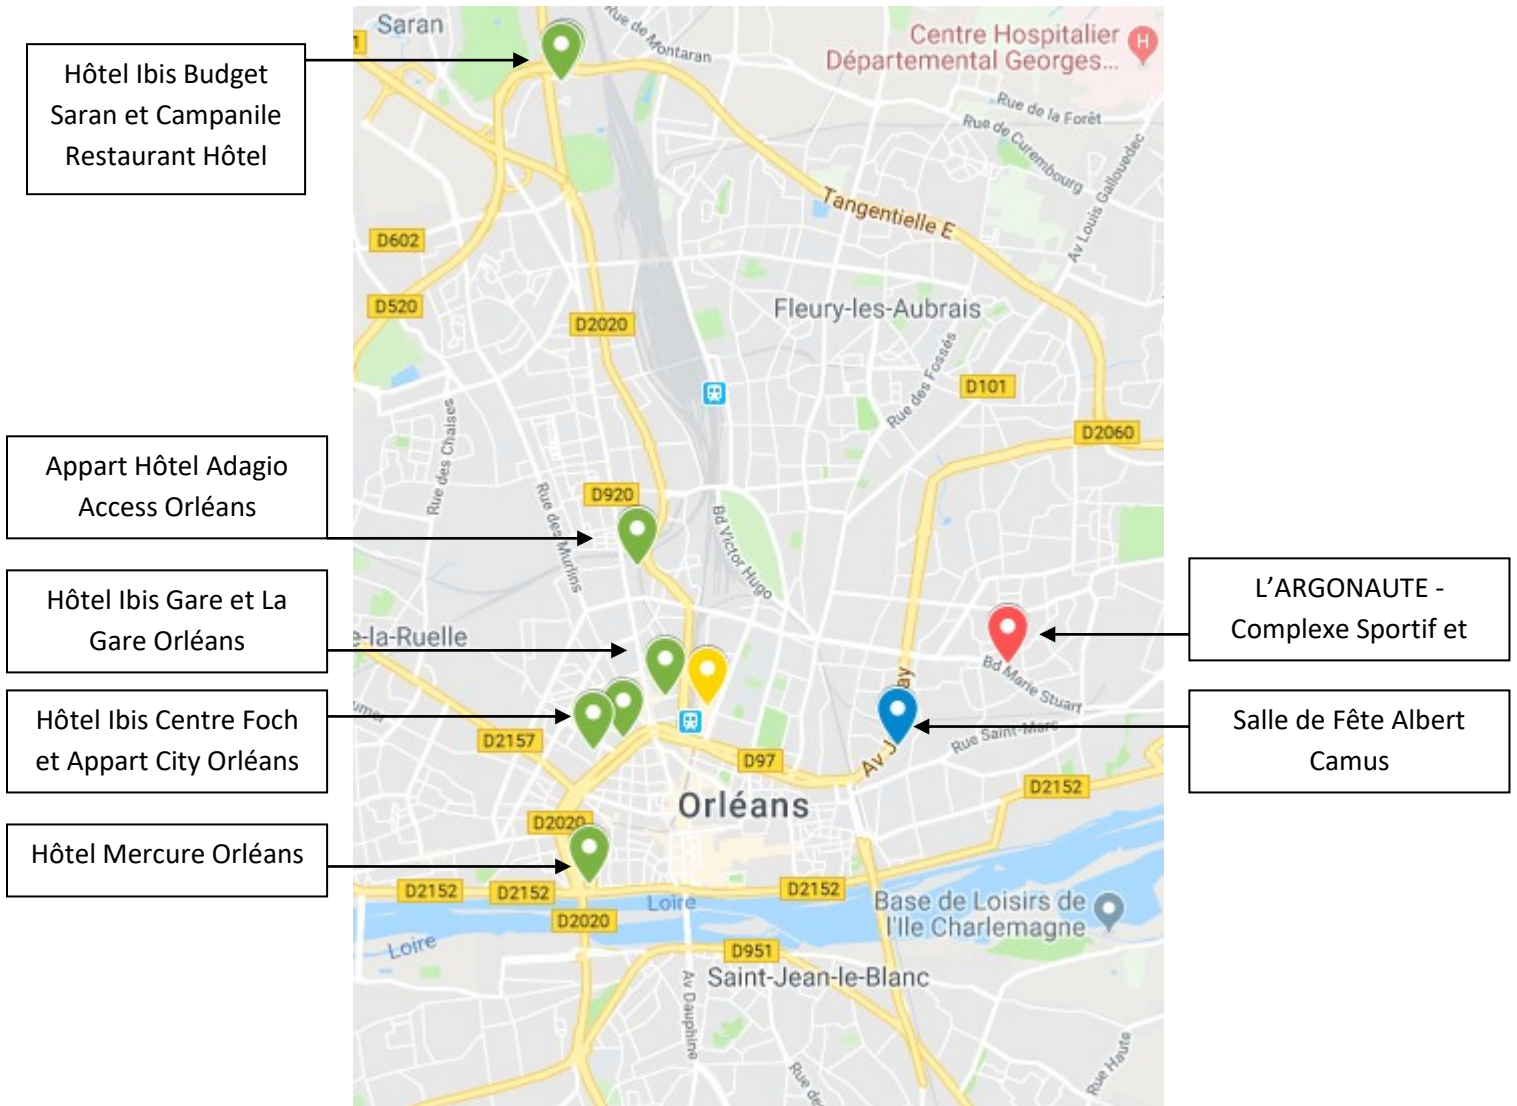 Hôtel Ibis Budget
Saran et Campanile
Restaurant Hôtel
Appart Hôtel Adagio
Access Orléans
Hôtel Ibis Gare et La
Gare Orléans
Hôtel Ibis Centre Foch
et Appart City Orléans
Hôtel Mercure Orléans
Saran
Rue de Montaran
Centre Hospitalier
Départemental Georges...
H
Rue de la Forêt
Rue de Curembourg
Av Louis Gallouedec
Tangentielle E
D602
D520
D2020
Fleury-les-Aubrais
Rue des Fossés
D101
D2060
Rue des Chaises
D920
Rue des Murlins
Bd Victor Hugo
e-la-Ruelle
Bd Marie Stuart
Rue Saint-Marc
D2157
D97
Av J
ay
Orléans
D2152
D2020
D2152
D2152
D2152
Loire
D2020
Base de Loisirs de
l'Ile Charlemagne
Loire
D951
Saint-Jean-le-Blanc
Av Dauphine
Rue Haute
L'ARGONAUTE -
Complexe Sportif et
Salle de Fête Albert
Camus